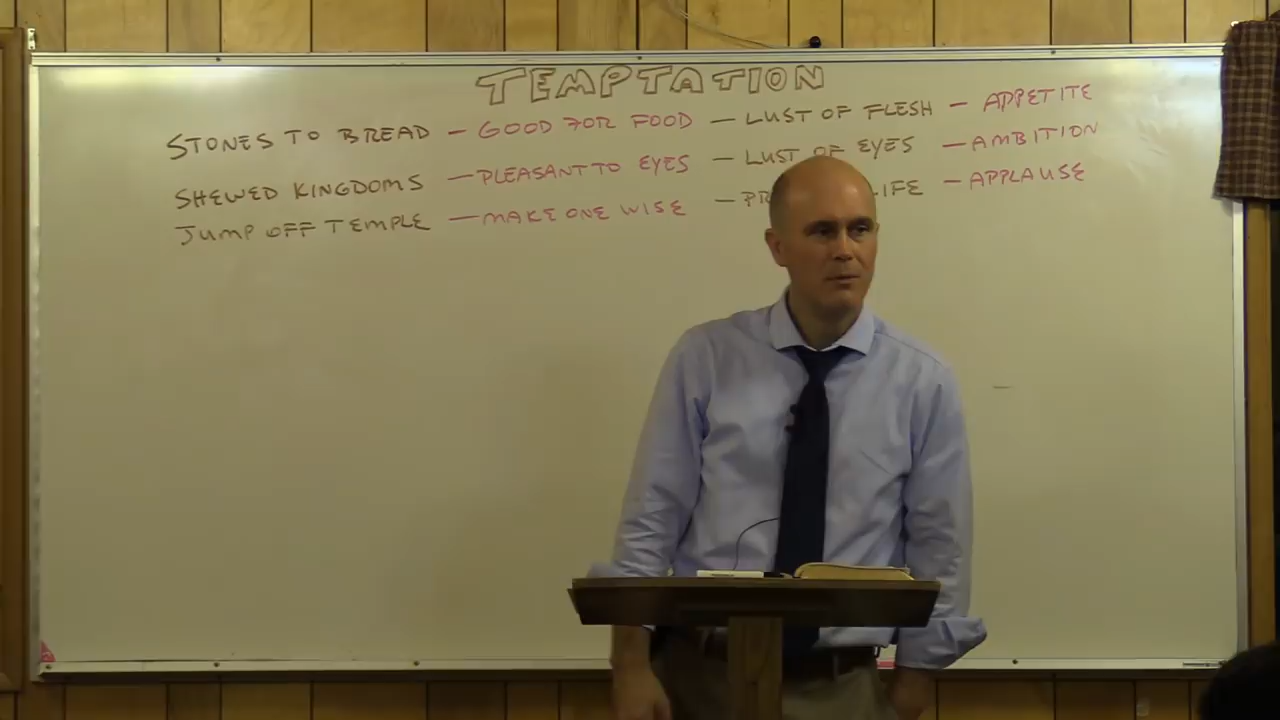 TEMPTATION
STONES TO BREAD - GOOD FOR FOOD - LUST OF FLESH - APPETITE
SHEWED KINGDOMS - PLEASANT TO EYES - LUST OF EYES - AMBITION
JUMP OFF TEMPLE - MAKE ONE WISE - - APPLAUSE